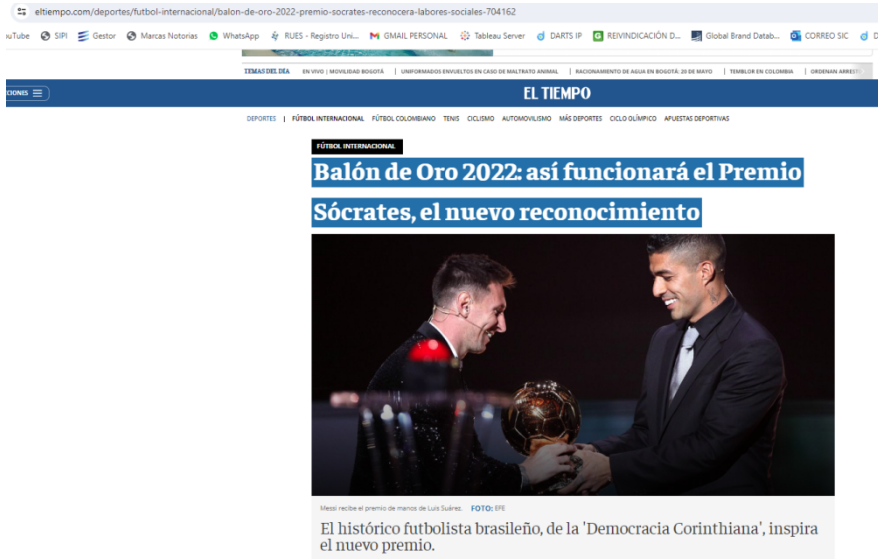 eltiempo.com/deportes/futbol-internacional/balon-de-oro-2022-premio-socrates-reconocera-labores-sociales-704162
uTube SIPI Gestor Marcas Notorias WhatsApp RUES - Registro Uni... GMAIL PERSONAL Tableau Server DARTS IP REIVINDICACIÓN D... Global Brand Datab... CORREO SIC D
TEMAS DEL DÍA EN VIVO | MOVILIDAD BOGOTÁ | UNIFORMADOS ENVUELTOS EN CASO DE MALTRATO ANIMAL | RACIONAMIENTO DE AGUA EN BOGOTÁ: 20 DE MAYO | TEMBLOR EN COLOMBIA | ORDENAN ARREST
CIONES EL TIEMPO
DEPORTES | FÚTBOL INTERNACIONAL FÚTBOL COLOMBIANO TENIS CICLISMO AUTOMOVILISMO MÁS DEPORTES CICLO OLÍMPICO APUESTAS DEPORTIVAS
FÚTBOL INTERNACIONAL
Balón de Oro 2022: así funcionará el Premio
Sócrates, el nuevo reconocimiento
Messi recibe el premio de manos de Luis Suárez. FOTO: EFE
El histórico futbolista brasileño, de la 'Democracia Corinthiana', inspira
el nuevo premio.